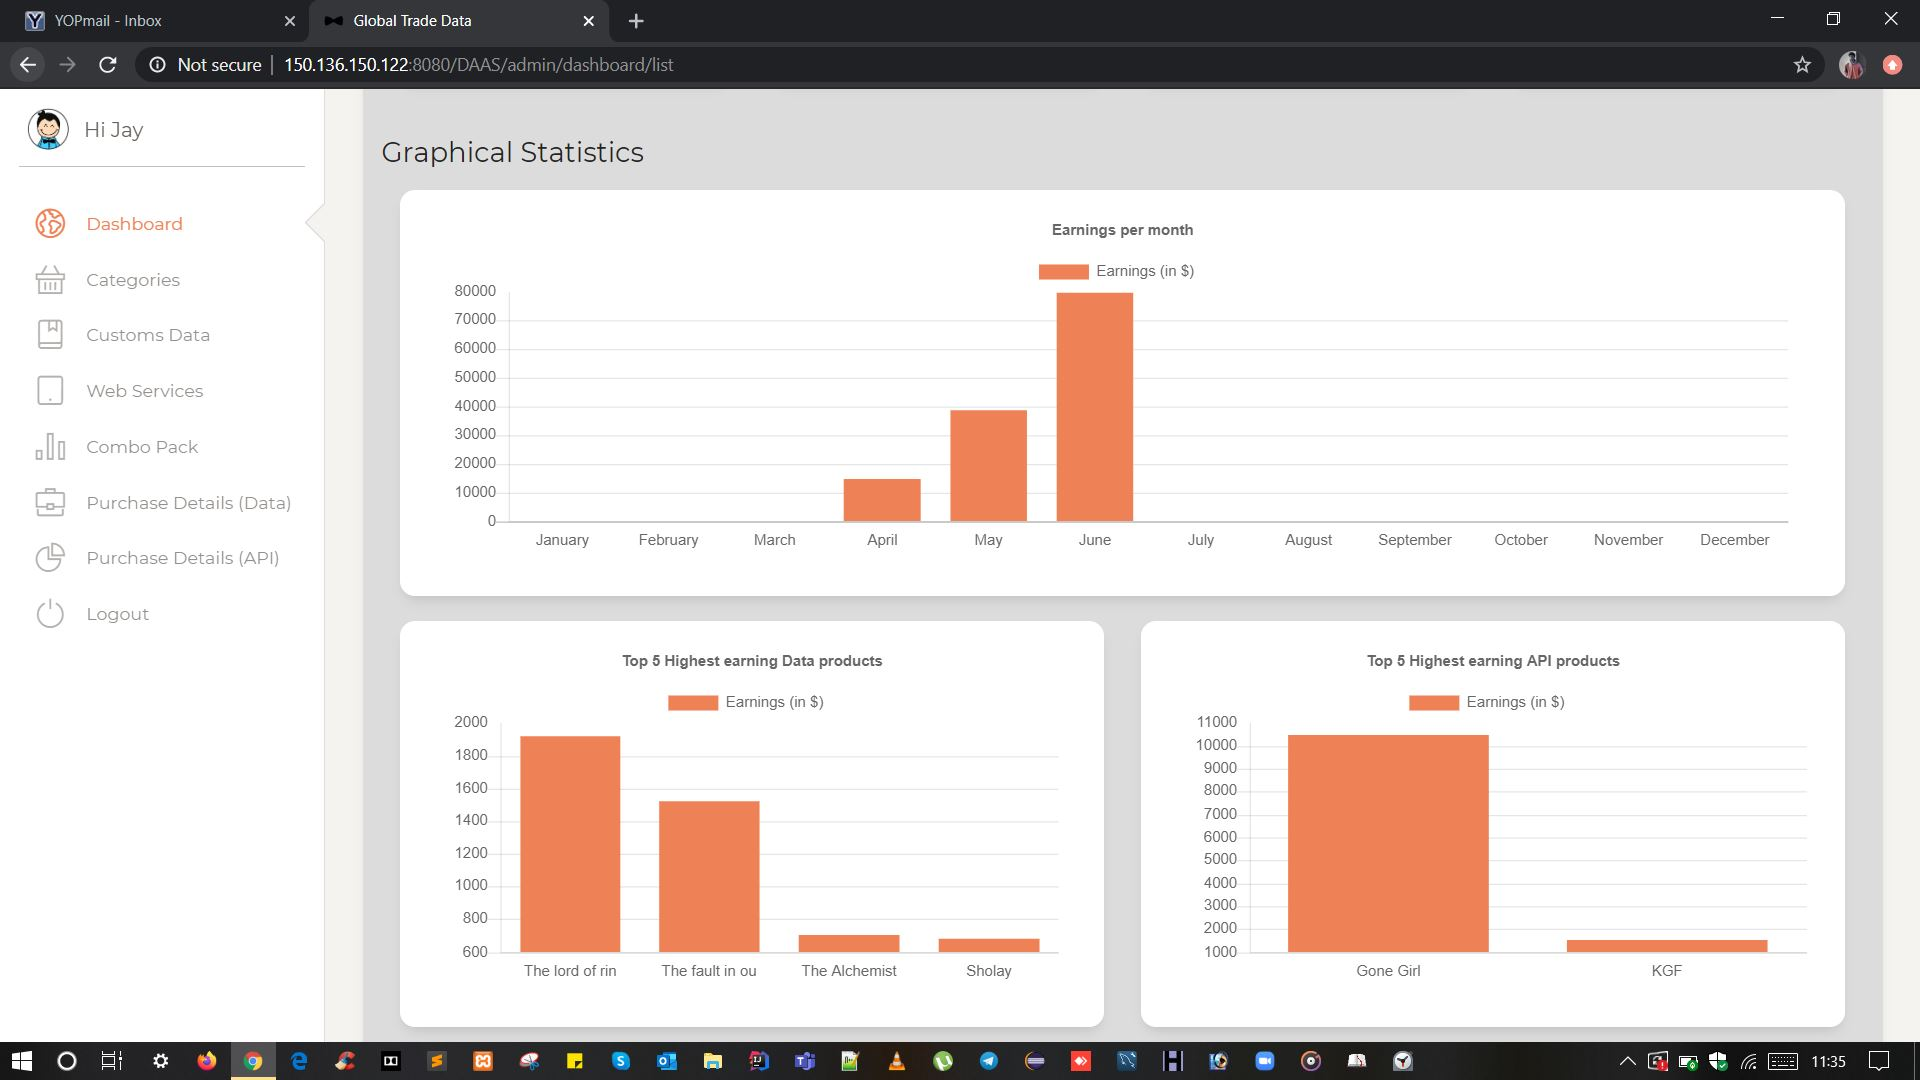 YOPmail - Inbox
Global Trade Data
Not secure | 150.136.150.122:8080/DAAS/admin/dashboard/list
Hi Jay
Dashboard
Categories
Customs Data
Web Services
Combo Pack
Purchase Details (Data)
Purchase Details (API)
Logout
Graphical Statistics
Earnings per month
Earnings (in $)
80000
70000
60000
50000
40000
30000
20000
10000
0
January February March April May June July August September October November December
Top 5 Highest earning Data products
Earnings (in $)
2000
1800
1600
1400
1200
1000
800
600
The lord of rin The fault in ou The Alchemist Sholay
Top 5 Highest earning API products
Earnings (in $)
11000
10000
9000
8000
7000
6000
5000
4000
3000
2000
1000
Gone Girl KGF
11:35